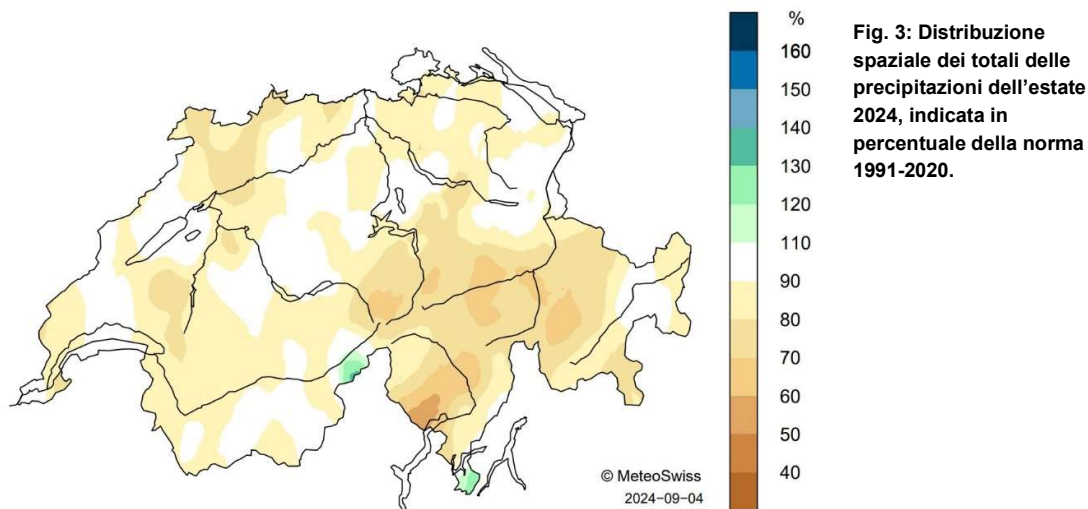 %
160
150
140
130
120
110
90
80
70
60
50
40
© MeteoSwiss
2024-09-04
Fig. 3: Distribuzione
spaziale dei totali delle
precipitazioni dell'estate
2024, indicata in
percentuale della norma
1991-2020.